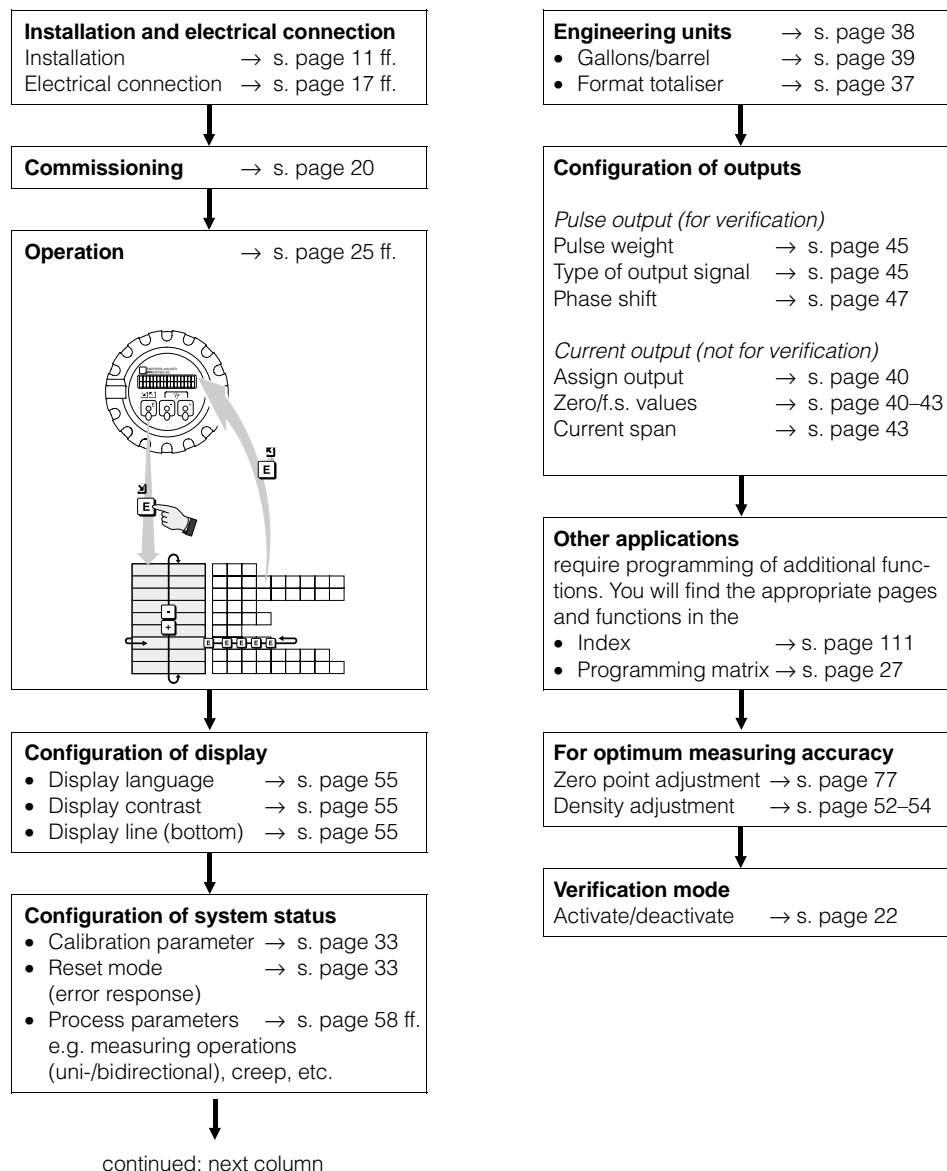 Installation and electrical connection
Installation → s. page 11 ff.
Electrical connection → s. page 17 ff.
Commissioning → s. page 20
Operation → s. page 25 ff.
E
E
-
+
E E E E E
Configuration of display
• Display language → s. page 55
• Display contrast → s. page 55
• Display line (bottom) → s. page 55
Configuration of system status
• Calibration parameter → s. page 33
• Reset mode → s. page 33
(error response)
• Process parameters → s. page 58 ff.
e.g. measuring operations
(uni-/bidirectional), creep, etc.
continued: next column
Engineering units → s. page 38
• Gallons/barrel → s. page 39
• Format totaliser → s. page 37
Configuration of outputs
Pulse output (for verification)
Pulse weight → s. page 45
Type of output signal → s. page 45
Phase shift → s. page 47
Current output (not for verification)
Assign output → s. page 40
Zero/f.s. values → s. page 40–43
Current span → s. page 43
Other applications
require programming of additional func-
tions. You will find the appropriate pages
and functions in the
• Index → s. page 111
• Programming matrix → s. page 27
For optimum measuring accuracy
Zero point adjustment → s. page 77
Density adjustment → s. page 52–54
Verification mode
Activate/deactivate → s. page 22